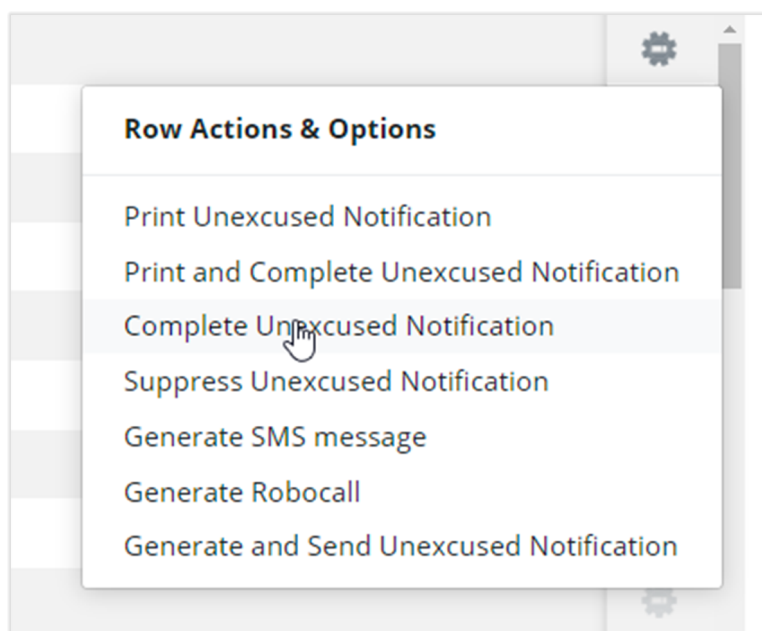 Row Actions & Options
Print Unexcused Notification
Print and Complete Unexcused Notification
Complete Unexcused Notification
Suppress Unexcused Notification
Generate SMS message
Generate Robocall
Generate and Send Unexcused Notification